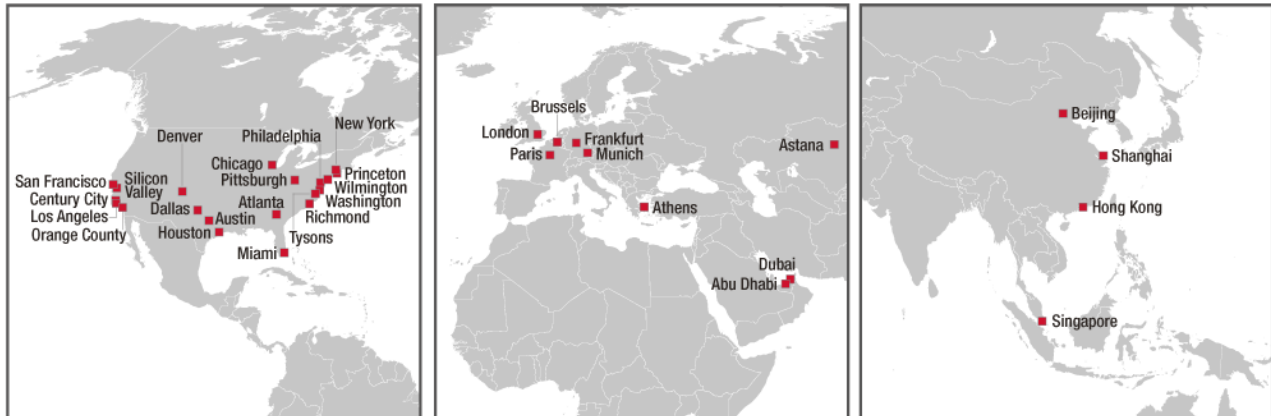 New York
Denver
Philadelphia
Chicago
Pittsburgh
Princeton
Wilmington
Washington
San Francisco
Silicon
Valley
Century City
Los Angeles
Orange County
Dallas
Austin
Houston
Atlanta
Richmond
Tysons
Miami
Brussels
London
Paris
Frankfurt
Munich
Astana
Athens
Dubai
Abu Dhabi
Beijing
Shanghai
Hong Kong
Singapore